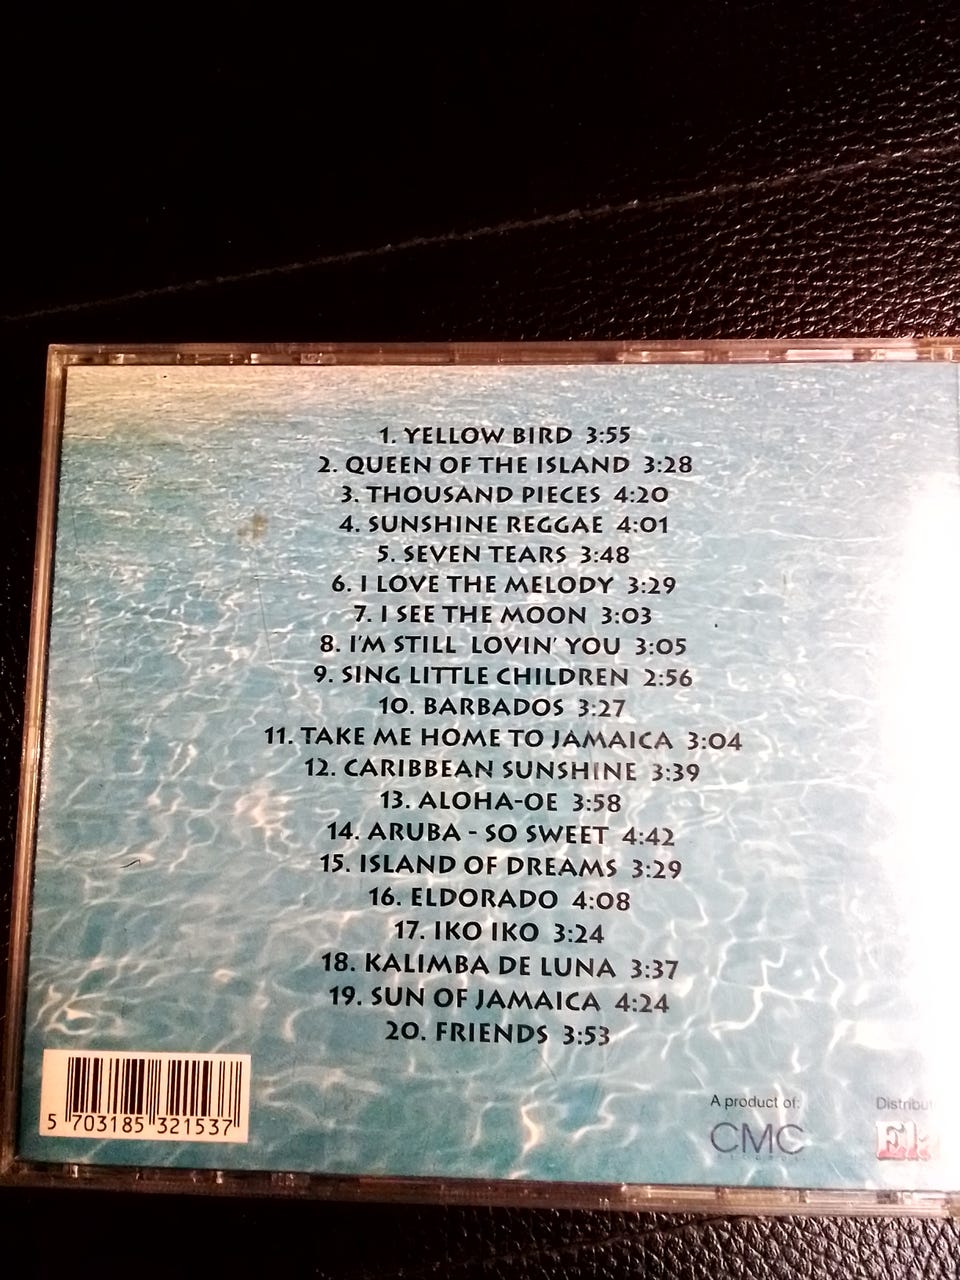 1. YELLOW BIRD 3:55
2. QUEEN OF THE ISLAND 3:28
3. THOUSAND PIECES 4:20
4. SUNSHINE REGGAE 4:01
5. SEVEN TEARS 3:48
6. I LOVE THE MELODY 3:29
7. I SEE THE MOON 3:03
8. I'M STILL LOVIN' YOU 3:05
9. SING LITTLE CHILDREN 2:56
10. BARBADOS 3:27
11. TAKE ME HOME TO JAMAICA 3:04
12. CARIBBEAN SUNSHINE 3:39
13. ALOHA-OE 3:58
14. ARUBA - SO SWEET 4:42
15. ISLAND OF DREAMS 3:29
16. ELDORADO 4:08
17. IKO IKO 3:24
18. KALIMBA DE LUNA 3:37
19. SUN OF JAMAICA 4:24
20. FRIENDS 3:53
5 703185 321537
A product of:
CMC